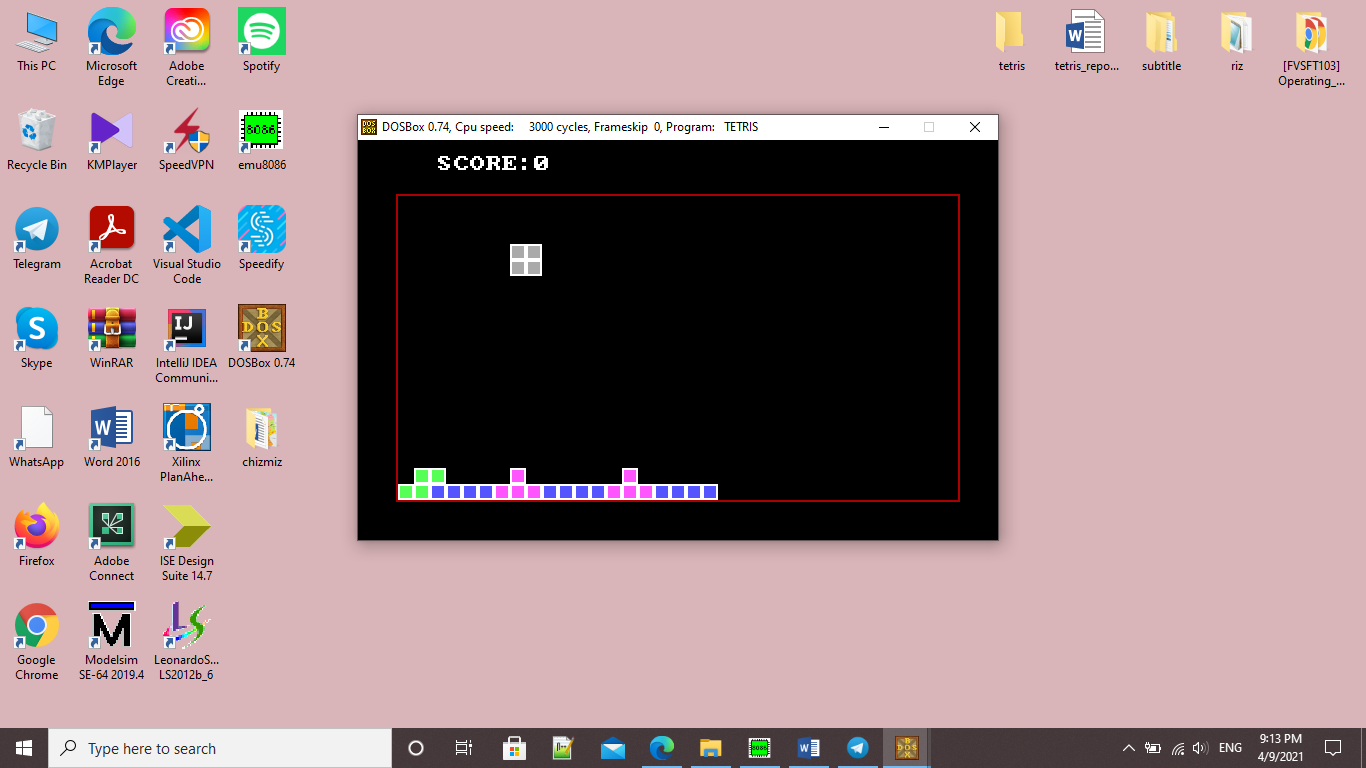 This PC
Microsoft
Edge
Adobe
Creati...
Spotify
tetris
tetris_repo...
subtitle
riz
[FVSFT103]
Operating_...
DOSBox 0.74, Cpu speed: 3000 cycles, Frameskip 0, Program: TETRIS
SCORE:0
Recycle Bin
KMPlayer
SpeedVPN
8086
emu8086
Telegram
Acrobat
Reader DC
Visual Studio
Code
Speedify
Skype
WinRAR
IntelliJ IDEA
Communi...
DOSBox 0.74
WhatsApp
Word 2016
Xilinx
PlanAhe...
chizmiz
Firefox
Adobe
Connect
ISE Design
Suite 14.7
Google
Chrome
Modelsim
SE-64 2019.4
LeonardoS...
LS2012b_6
Type here to search
ENG
9:13 PM
4/9/2021